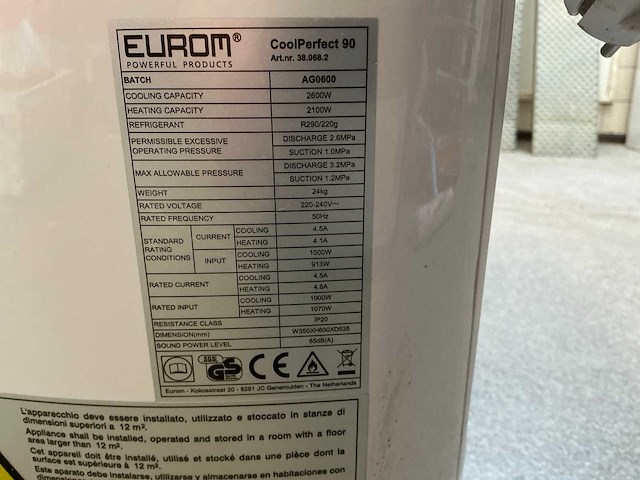 EUROM® CoolPerfect 90
POWERFUL PRODUCTS Art.nr. 38.068.2
BATCH AG0600
COOLING CAPACITY 2600W
HEATING CAPACITY 2100W
REFRIGERANT R290/220g
PERMISSIBLE EXCESSIVE OPERATING PRESSURE DISCHARGE 2.6MPa
SUCTION 1.0MPa
MAX ALLOWABLE PRESSURE DISCHARGE 3.2MPa
SUCTION 1.2MPa
WEIGHT 24kg
RATED VOLTAGE 220-240V~
RATED FREQUENCY 50Hz
STANDARD RATING CONDITIONS CURRENT COOLING 4.5A
HEATING 4.1A
INPUT COOLING 1000W
HEATING 913W
RATED CURRENT COOLING 4.5A
HEATING 4.8A
RATED INPUT COOLING 1000W
HEATING 1070W
RESISTANCE CLASS IP20
DIMENSION(mm) W350XH600XD535
SOUND POWER LEVEL 65dB(A)
SGS GS CE
Eurom - Kokosstraat 20 - 8281 JC Genemuiden - The Netherlands
L'apparecchio deve essere installato, utilizzato e stoccato in stanze di
dimensioni superiori a 12 m².
Appliance shall be installed, operated and stored in a room with a floor
area larger than 12 m².
Cet appareil doit être installé, utilisé et stocké dans une pièce dont la
surface est supérieure à 12 m².
Este aparato debe instalarse, utilizarse y almacenarse en habitaciones con